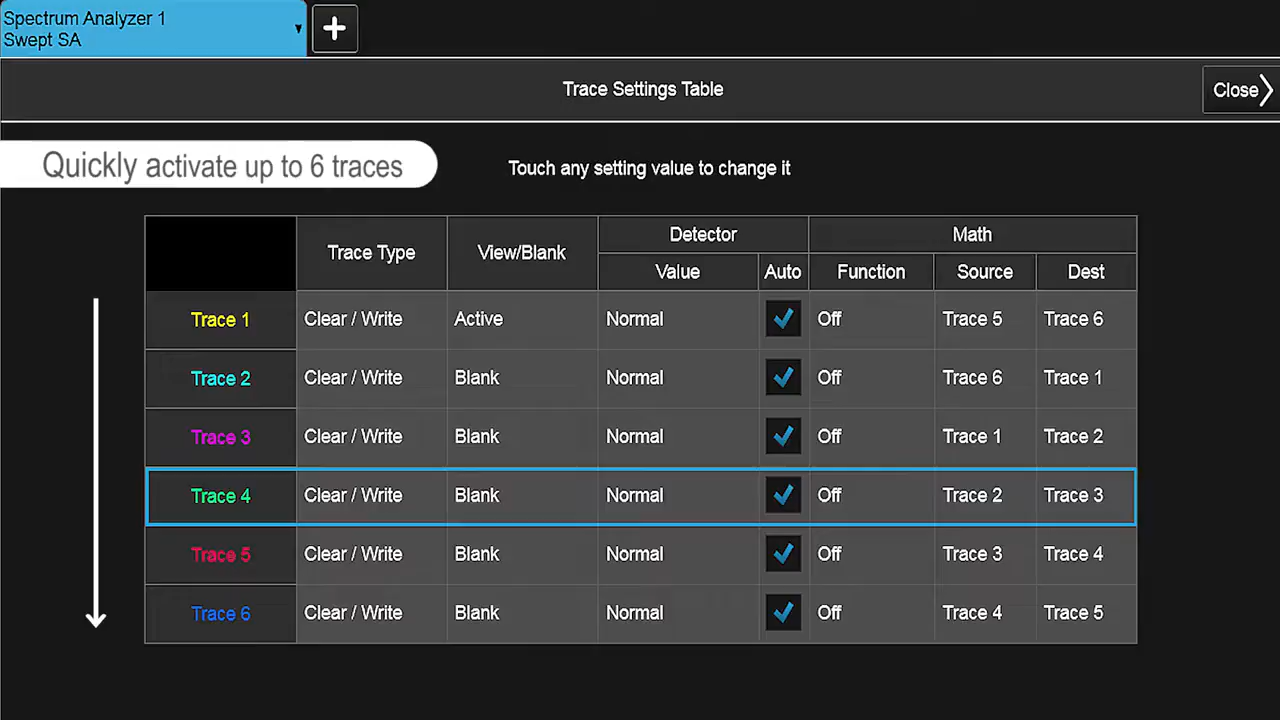 Spectrum Analyzer 1
Swept SA
Trace Settings Table
Close
Quickly activate up to 6 traces
Touch any setting value to change it
Trace Type View/Blank Detector Math
Value Auto Function Source Dest
Trace 1 Clear / Write Active Normal Off Trace 5 Trace 6
Trace 2 Clear / Write Blank Normal Off Trace 6 Trace 1
Trace 3 Clear / Write Blank Normal Off Trace 1 Trace 2
Trace 4 Clear / Write Blank Normal Off Trace 2 Trace 3
Trace 5 Clear / Write Blank Normal Off Trace 3 Trace 4
Trace 6 Clear / Write Blank Normal Off Trace 4 Trace 5